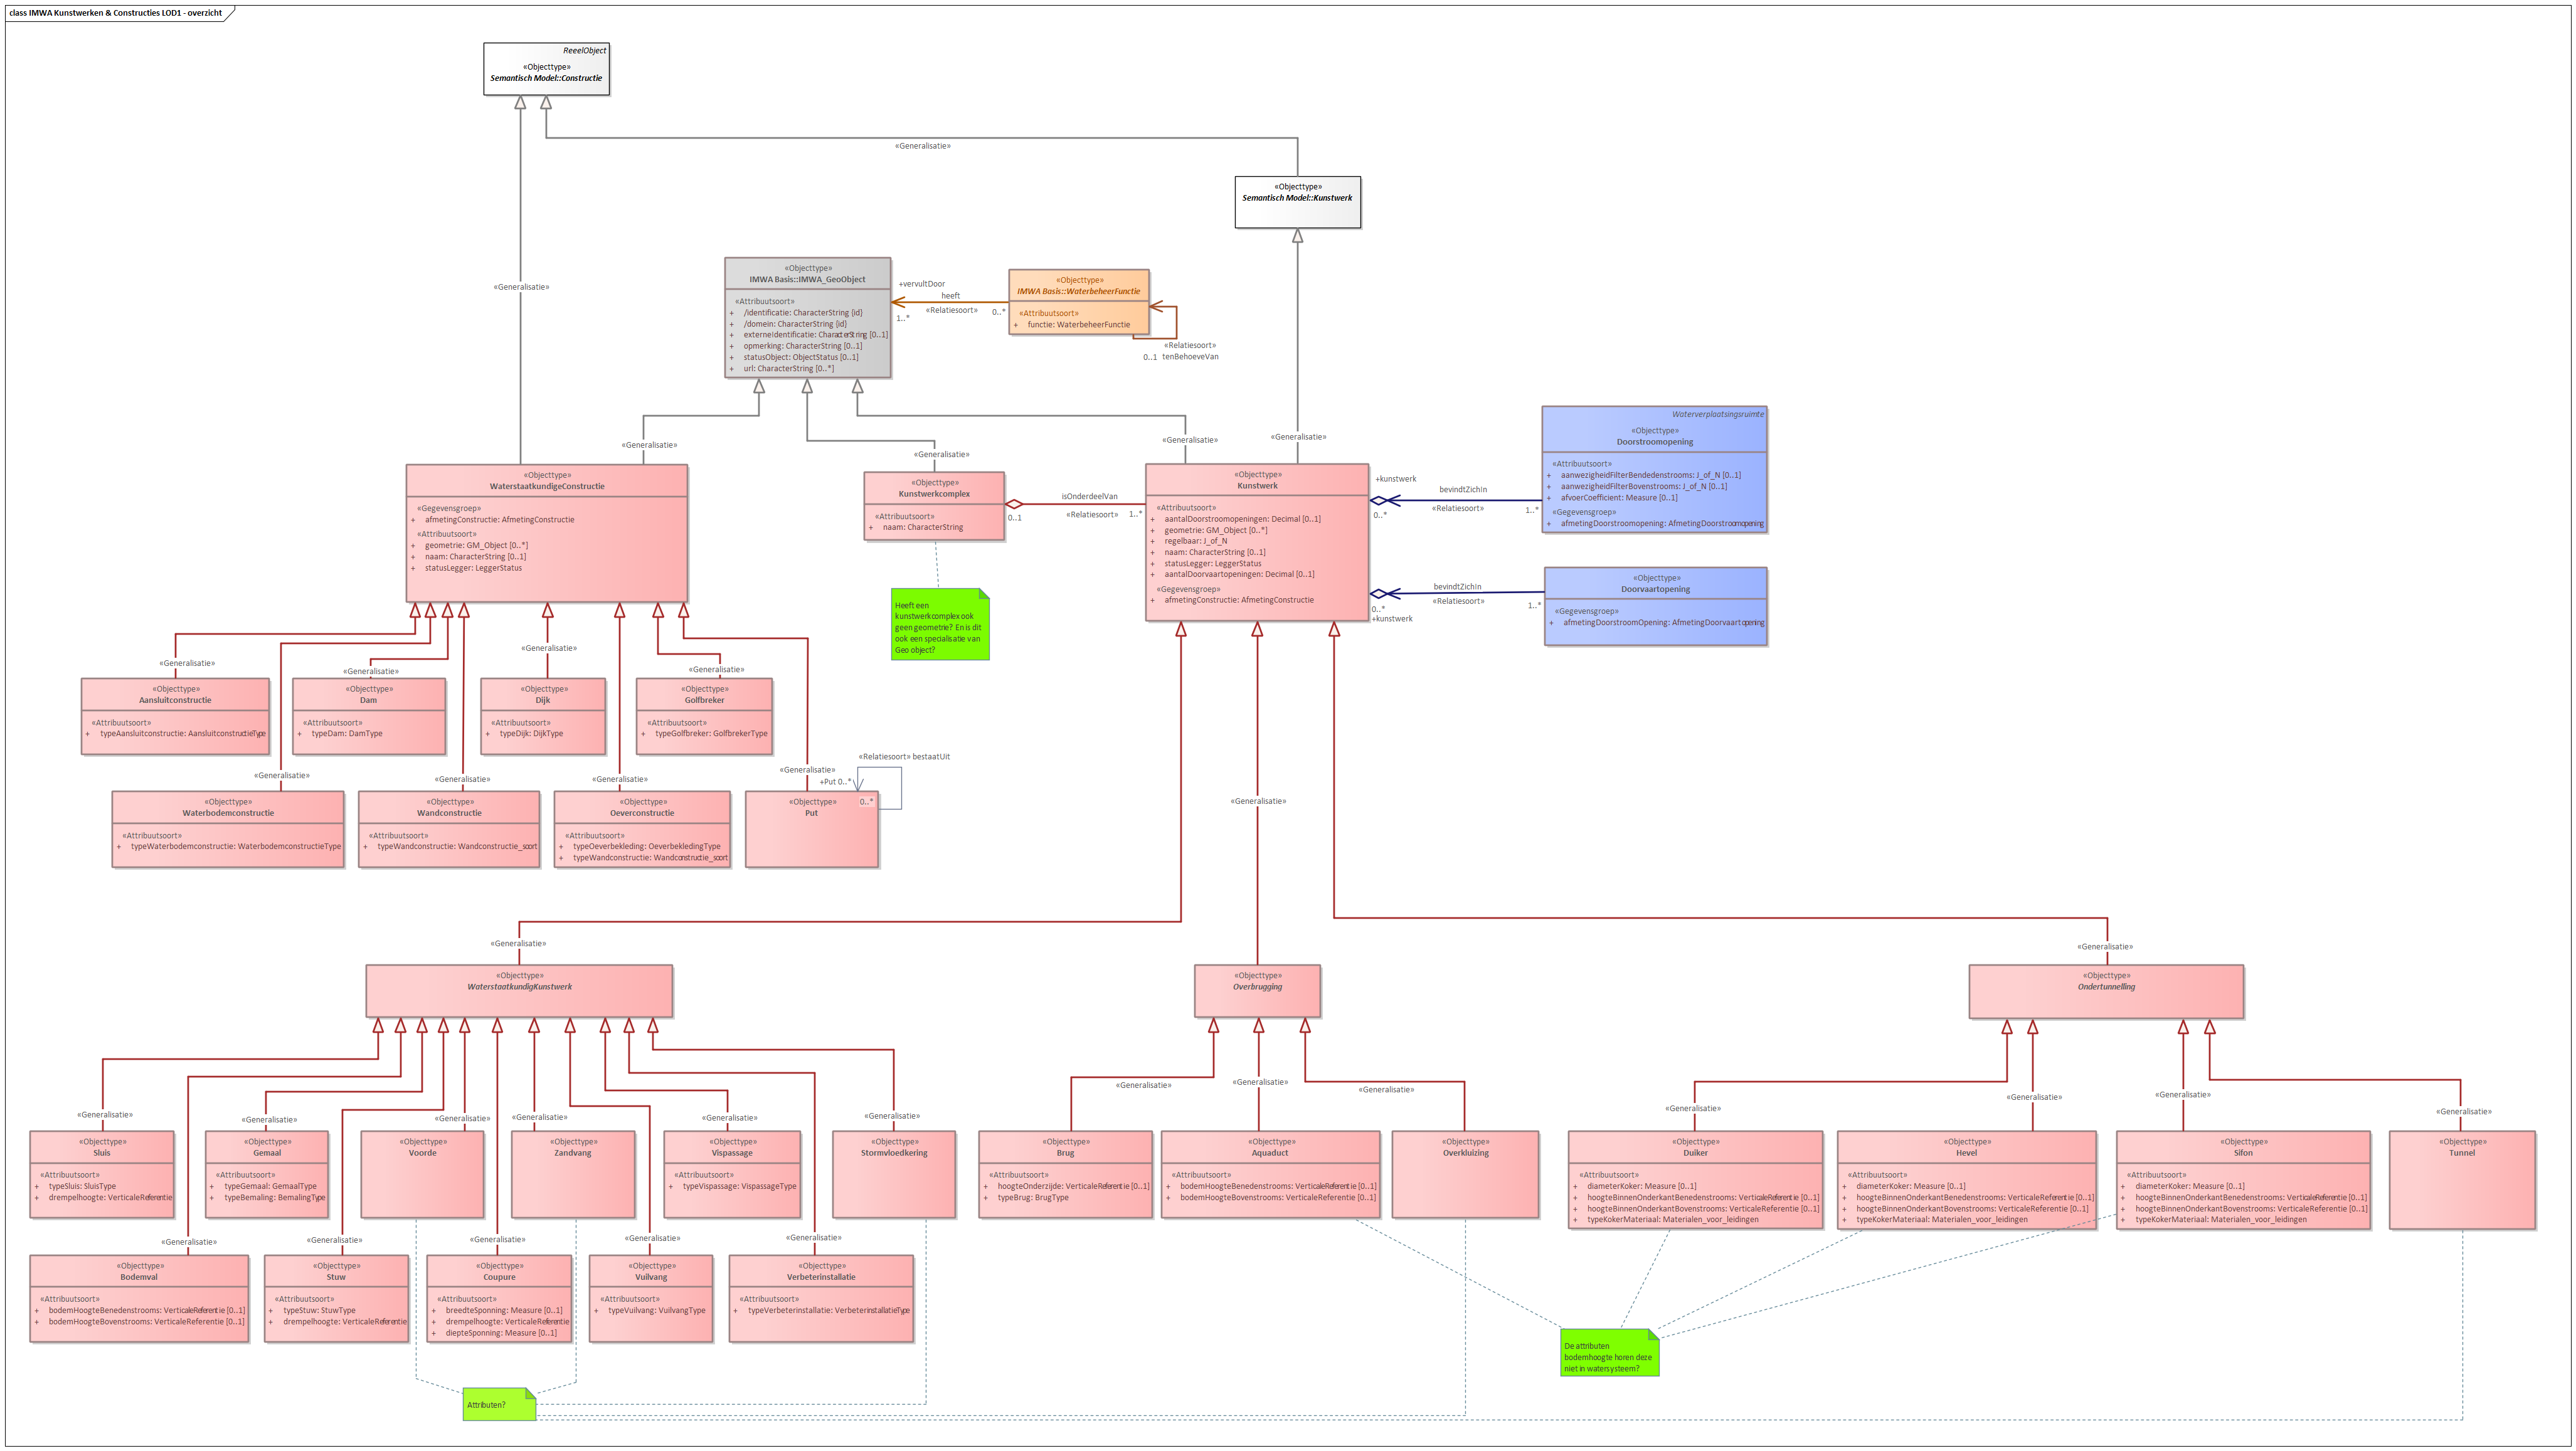 class IMWA Kunstwerken & Constructies LOD1 - overzicht
ReeelObject
«Objecttype»
Semantisch Model::Constructie
«Generalisatie»
«Objecttype»
Semantisch Model::Kunstwerk
«Generalisatie»
«Generalisatie»
«Objecttype»
IMWA Basis::IMWA_GeoObject
«Attribuutsoort»
+ /identificatie: CharacterString {id}
+ /domein: CharacterString {id}
+ externeIdentificatie: CharacterString [0..1]
+ opmerking: CharacterString [0..1]
+ statusObject: ObjectStatus [0..1]
+ url: CharacterString [0..*]
+vervultDoor
heeft
1..*
«Relatiesoort»
0..*
«Objecttype»
IMWA Basis::WaterbeheerFunctie
«Attribuutsoort»
+ functie: WaterbeheerFunctie
«Relatiesoort»
0..1 tenBehoeveVan
«Generalisatie»
«Generalisatie»
«Generalisatie»
«Objecttype»
WaterstaatkundigeConstructie
«Gegevensgroep»
+ afmetingConstructie: AfmetingConstructie
«Attribuutsoort»
+ geometrie: GM_Object [0..*]
+ naam: CharacterString [0..1]
+ statusLegger: LeggerStatus
«Objecttype»
Kunstwerkcomplex
«Attribuutsoort»
+ naam: CharacterString
isOnderdeelVan
0..1
«Relatiesoort»
1..*
Heeft een
kunstwerkcomplex ook
geen geometrie? En is dit
ook een specialisatie van
Geo object?
«Objecttype»
Kunstwerk
«Attribuutsoort»
+ aantalDoorstroomopeningen: Decimal [0..1]
+ geometrie: GM_Object [0..*]
+ regelbaar: J_of_N
+ naam: CharacterString [0..1]
+ statusLegger: LeggerStatus
+ aantalDoorvaartopeningen: Decimal [0..1]
«Gegevensgroep»
+ afmetingConstructie: AfmetingConstructie
+kunstwerk
bevindtZichIn
0..*
«Relatiesoort»
1..*
Waterverplaatsingsruimte
«Objecttype»
Doorstroomopening
«Attribuutsoort»
+ aanwezigheidFilterBendedenstrooms: J_of_N [0..1]
+ aanwezigheidFilterBovenstrooms: J_of_N [0..1]
+ afvoerCoefficient: Measure [0..1]
«Gegevensgroep»
+ afmetingDoorstroomopening: AfmetingDoorstroomopening
bevindtZichIn
0..*
«Relatiesoort»
1..*
+kunstwerk
«Objecttype»
Doorvaartopening
«Gegevensgroep»
+ afmetingDoorstroomOpening: AfmetingDoorvaartopening
«Generalisatie»
«Generalisatie»
«Generalisatie»
«Generalisatie»
«Objecttype»
Aansluitconstructie
«Attribuutsoort»
+ typeAansluitconstructie: AansluitconstructieType
«Objecttype»
Dam
«Attribuutsoort»
+ typeDam: DamType
«Objecttype»
Dijk
«Attribuutsoort»
+ typeDijk: DijkType
«Objecttype»
Golfbreker
«Attribuutsoort»
+ typeGolfbreker: GolfbrekerType
«Generalisatie»
«Generalisatie»
«Generalisatie»
«Generalisatie»
«Relatiesoort» bestaatUit
+Put 0..*
«Objecttype»
Waterbodemconstructie
«Attribuutsoort»
+ typeWaterbodemconstructie: WaterbodemconstructieType
«Objecttype»
Wandconstructie
«Attribuutsoort»
+ typeWandconstructie: Wandconstructie_soort
«Objecttype»
Oeverconstructie
«Attribuutsoort»
+ typeOeverbekleding: OeverbekledingType
+ typeWandconstructie: Wandconstructie_soort
«Objecttype»
0..*
Put
«Generalisatie»
«Generalisatie»
«Generalisatie»
«Objecttype»
WaterstaatkundigKunstwerk
«Objecttype»
Overbrugging
«Objecttype»
Ondertunnelling
«Generalisatie»
«Generalisatie»
«Generalisatie»
«Generalisatie»
«Generalisatie»
«Generalisatie»
«Generalisatie»
«Generalisatie»
«Generalisatie»
«Generalisatie»
«Generalisatie»
«Generalisatie»
«Generalisatie»
«Objecttype»
Sluis
«Attribuutsoort»
+ typeSluis: SluisType
+ drempelhoogte: VerticaleReferentie
«Objecttype»
Gemaal
«Attribuutsoort»
+ typeGemaal: GemaalType
+ typeBemaling: BemalingType
«Objecttype»
Voorde
«Objecttype»
Zandvang
«Objecttype»
Vispassage
«Attribuutsoort»
+ typeVispassage: VispassageType
«Objecttype»
Stormvloedkering
«Objecttype»
Brug
«Attribuutsoort»
+ hoogteOnderzijde: VerticaleReferentie [0..1]
+ typeBrug: BrugType
«Objecttype»
Aquaduct
«Attribuutsoort»
+ bodemHoogteBenedenstrooms: VerticaleReferentie [0..1]
+ bodemHoogteBovenstrooms: VerticaleReferentie [0..1]
«Objecttype»
Overkluizing
«Objecttype»
Duiker
«Attribuutsoort»
+ diameterKoker: Measure [0..1]
+ hoogteBinnenOnderkantBenedenstrooms: VerticaleReferentie [0..1]
+ hoogteBinnenOnderkantBovenstrooms: VerticaleReferentie [0..1]
+ typeKokerMateriaal: Materialen_voor_leidingen
«Objecttype»
Hevel
«Attribuutsoort»
+ diameterKoker: Measure [0..1]
+ hoogteBinnenOnderkantBenedenstrooms: VerticaleReferentie [0..1]
+ hoogteBinnenOnderkantBovenstrooms: VerticaleReferentie [0..1]
+ typeKokerMateriaal: Materialen_voor_leidingen
«Objecttype»
Sifon
«Attribuutsoort»
+ diameterKoker: Measure [0..1]
+ hoogteBinnenOnderkantBenedenstrooms: VerticaleReferentie [0..1]
+ hoogteBinnenOnderkantBovenstrooms: VerticaleReferentie [0..1]
+ typeKokerMateriaal: Materialen_voor_leidingen
«Objecttype»
Tunnel
«Generalisatie»
«Generalisatie»
«Generalisatie»
«Generalisatie»
«Generalisatie»
«Objecttype»
Bodemval
«Attribuutsoort»
+ bodemHoogteBenedenstrooms: VerticaleReferentie [0..1]
+ bodemHoogteBovenstrooms: VerticaleReferentie [0..1]
«Objecttype»
Stuw
«Attribuutsoort»
+ typeStuw: StuwType
+ drempelhoogte: VerticaleReferentie
«Objecttype»
Coupure
«Attribuutsoort»
+ breedteSponning: Measure [0..1]
+ drempelhoogte: VerticaleReferentie
+ diepteSponning: Measure [0..1]
«Objecttype»
Vuilvang
«Attribuutsoort»
+ typeVuilvang: VuilvangType
«Objecttype»
Verbeterinstallatie
«Attribuutsoort»
+ typeVerbeterinstallatie: VerbeterinstallatieType
De attributen
bodemhoogte horen deze
niet in watersysteem?
Attributen?